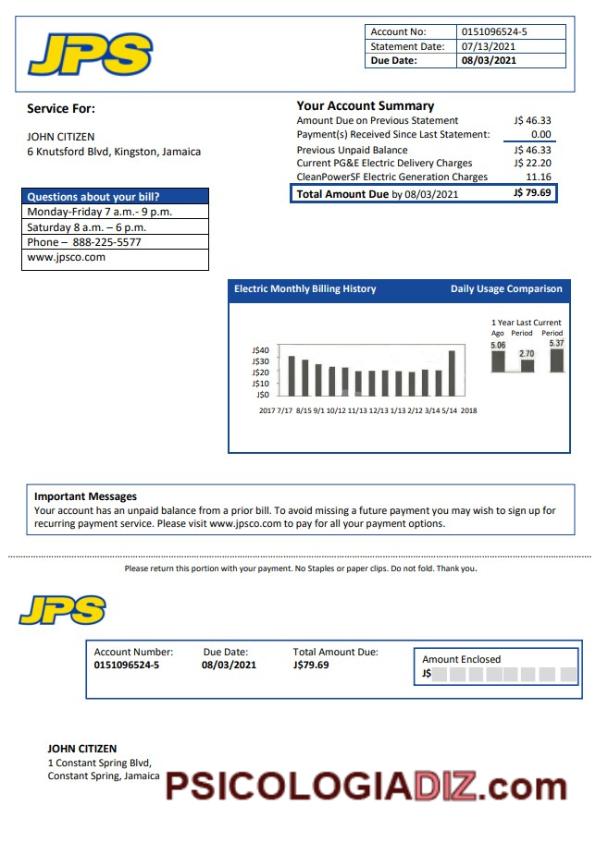 JPS
Account No: 0151096524-5
Statement Date: 07/13/2021
Due Date: 08/03/2021
Service For:
JOHN CITIZEN
6 Knutsford Blvd, Kingston, Jamaica
Your Account Summary
Amount Due on Previous Statement J$ 46.33
Payment(s) Received Since Last Statement: 0.00
Previous Unpaid Balance J$ 46.33
Current PG&E Electric Delivery Charges J$ 22.20
CleanPowerSF Electric Generation Charges 11.16
Total Amount Due by 08/03/2021 J$ 79.69
Questions about your bill?
Monday-Friday 7 a.m.- 9 p.m.
Saturday 8 a.m. – 6 p.m.
Phone – 888-225-5577
www.jpsco.com
Electric Monthly Billing History Daily Usage Comparison
1 Year Last Current
Ago Period Period
5.06 2.70 5.37
J$40
J$30
J$20
J$10
J$0
2017 7/17 8/15 9/1 10/12 11/13 12/13 1/13 2/12 3/14 5/14 2018
Important Messages
Your account has an unpaid balance from a prior bill. To avoid missing a future payment you may wish to sign up for
recurring payment service. Please visit www.jpsco.com to pay for all your payment options.
Please return this portion with your payment. No Staples or paper clips. Do not fold. Thank you.
JPS
Account Number: Due Date: Total Amount Due:
0151096524-5 08/03/2021 J$79.69
Amount Enclosed
J$
JOHN CITIZEN
1 Constant Spring Blvd,
Constant Spring, Jamaica
PSICOLOGIADIZ.com